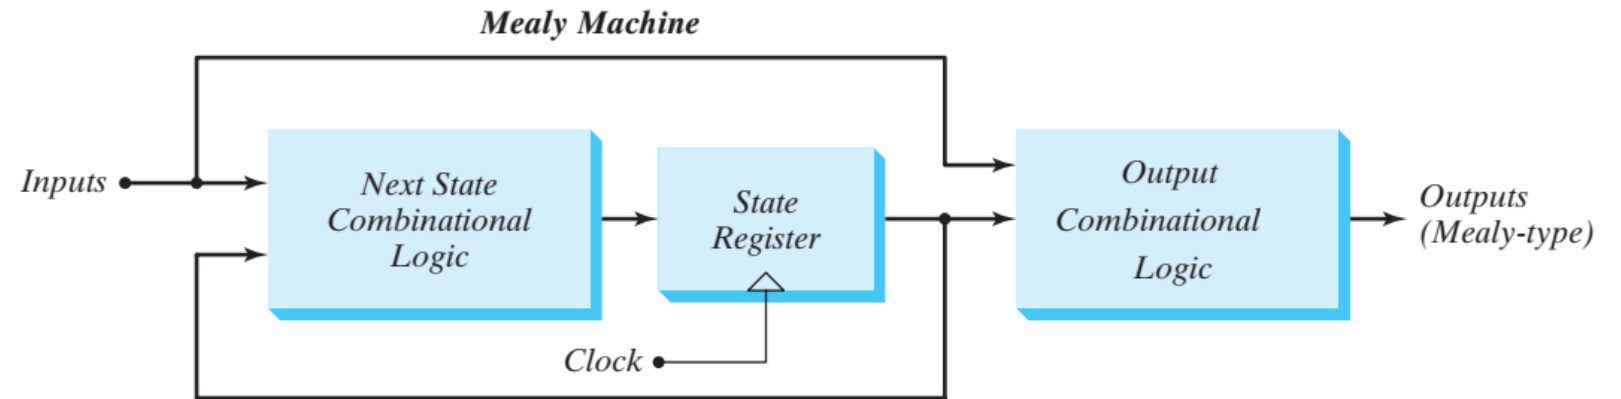 Mealy Machine
Inputs
Next State
Combinational
Logic
State
Register
Clock
Output
Combinational
Logic
Outputs
(Mealy-type)